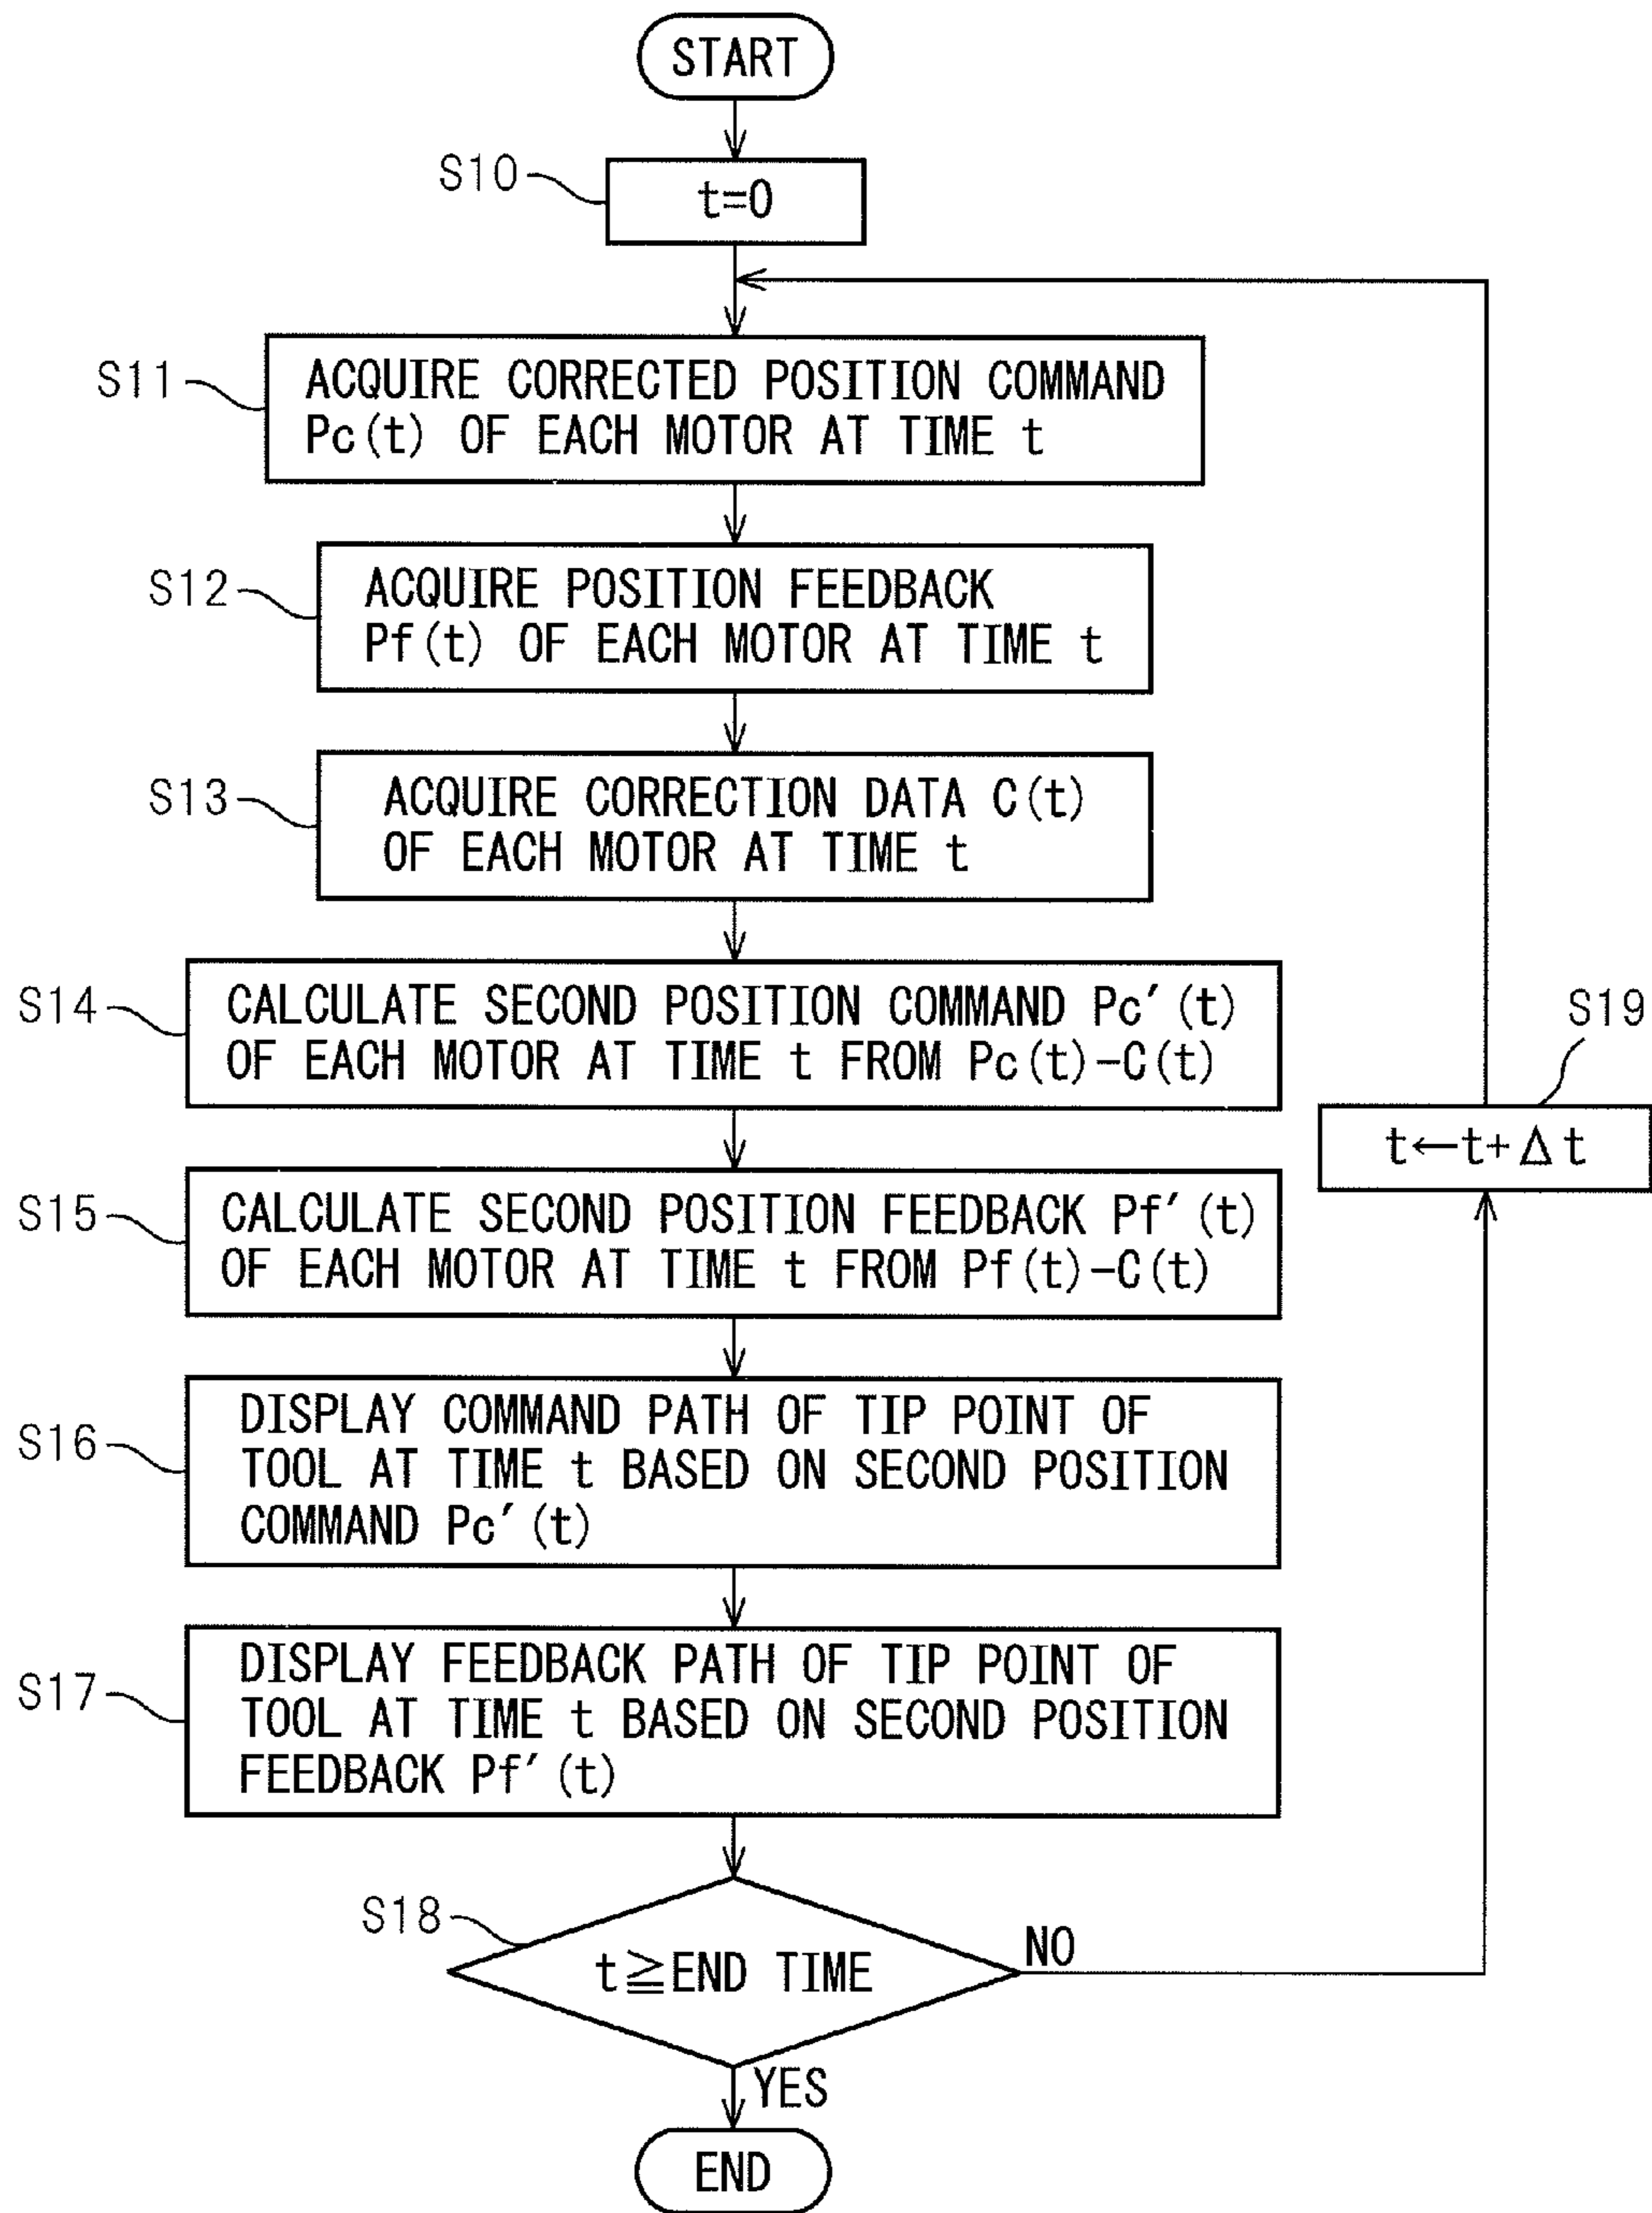 START
S10
t=0
S11
ACQUIRE CORRECTED POSITION COMMAND
Pc(t) OF EACH MOTOR AT TIME t
S12
ACQUIRE POSITION FEEDBACK
Pf(t) OF EACH MOTOR AT TIME t
S13
ACQUIRE CORRECTION DATA C(t)
OF EACH MOTOR AT TIME t
S14
CALCULATE SECOND POSITION COMMAND Pc′(t)
OF EACH MOTOR AT TIME t FROM Pc(t)-C(t)
S19
t←t+Δt
S15
CALCULATE SECOND POSITION FEEDBACK Pf′(t)
OF EACH MOTOR AT TIME t FROM Pf(t)-C(t)
S16
DISPLAY COMMAND PATH OF TIP POINT OF
TOOL AT TIME t BASED ON SECOND POSITION
COMMAND Pc′(t)
S17
DISPLAY FEEDBACK PATH OF TIP POINT OF
TOOL AT TIME t BASED ON SECOND POSITION
FEEDBACK Pf′(t)
S18
t≧END TIME
NO
YES
END